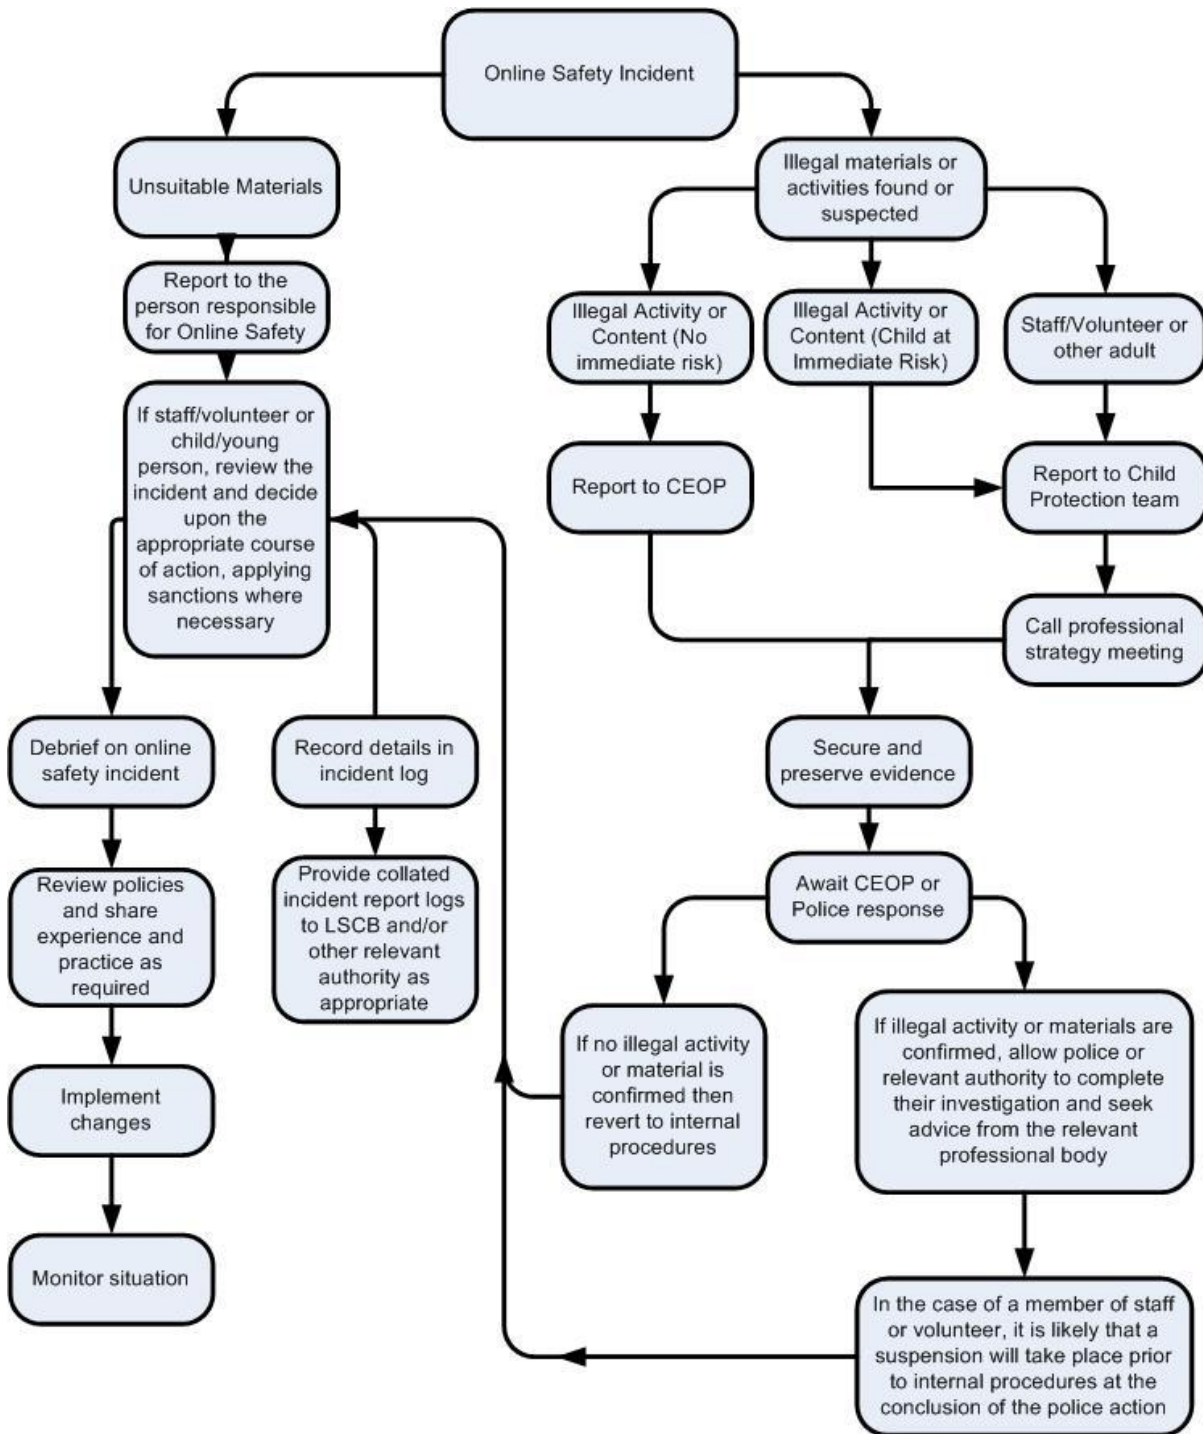 Online Safety Incident
Unsuitable Materials
Illegal materials or
activities found or
suspected
Report to the
person responsible
for Online Safety
Illegal Activity or
Content (No
immediate risk)
Illegal Activity or
Content (Child at
Immediate Risk)
Staff/Volunteer or
other adult
If staff/volunteer or
child/young
person, review the
incident and decide
upon the
appropriate course
of action, applying
sanctions where
necessary
Report to CEOP
Report to Child
Protection team
Call professional
strategy meeting
Debrief on online
safety incident
Record details in
incident log
Secure and
preserve evidence
Review policies
and share
experience and
practice as
required
Provide collated
incident report logs
to LSCB and/or
other relevant
authority as
appropriate
Await CEOP or
Police response
If no illegal activity
or material is
confirmed then
revert to internal
procedures
If illegal activity or materials are
confirmed, allow police or
relevant authority to complete
their investigation and seek
advice from the relevant
professional body
Implement
changes
Monitor situation
In the case of a member of staff
or volunteer, it is likely that a
suspension will take place prior
to internal procedures at the
conclusion of the police action